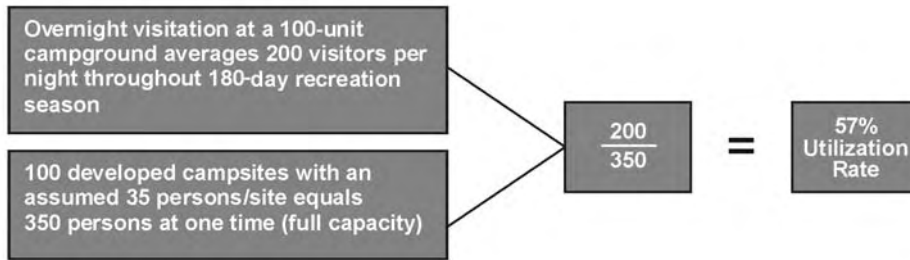 Overnight visitation at a 100-unit
campground averages 200 visitors per
night throughout 180-day recreation
season
100 developed campsites with an
assumed 35 persons/site equals
350 persons at one time (full capacity)
200
350
=
57%
Utilization
Rate